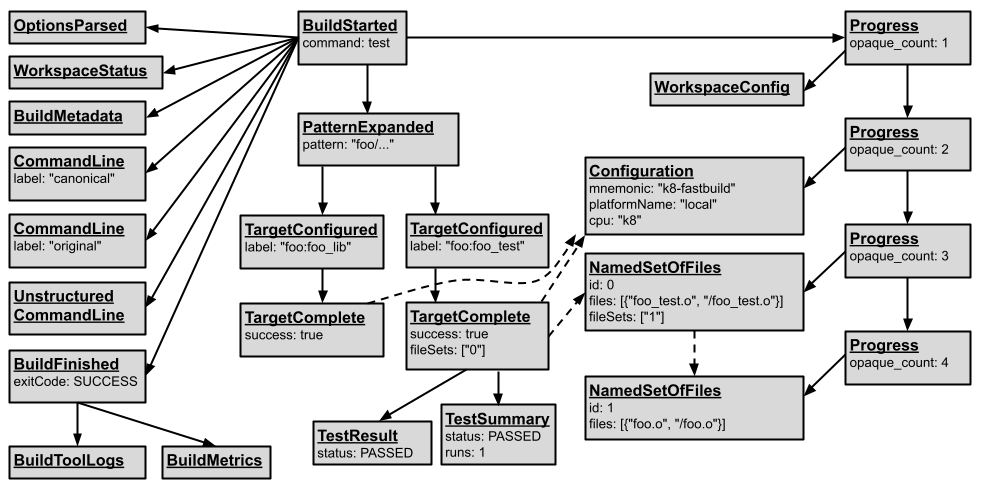 OptionsParsed
WorkspaceStatus
BuildMetadata
CommandLine
label: "canonical"
CommandLine
label: "original"
Unstructured
CommandLine
BuildFinished
exitCode: SUCCESS
BuildToolLogs
BuildMetrics
BuildStarted
command: test
PatternExpanded
pattern: "foo/..."
TargetConfigured
label: "foo:foo_lib"
TargetComplete
success: true
TargetConfigured
label: "foo:foo_test"
TargetComplete
success: true
fileSets: ["0"]
TestResult
status: PASSED
TestSummary
status: PASSED
runs: 1
WorkspaceConfig
Configuration
mnemonic: "k8-fastbuild"
platformName: "local"
cpu: "k8"
NamedSetOfFiles
id: 0
files: [{"foo_test.o", "/foo_test.o"}]
fileSets: ["1"]
NamedSetOfFiles
id: 1
files: [{"foo.o", "/foo.o"}]
Progress
opaque_count: 1
Progress
opaque_count: 2
Progress
opaque_count: 3
Progress
opaque_count: 4